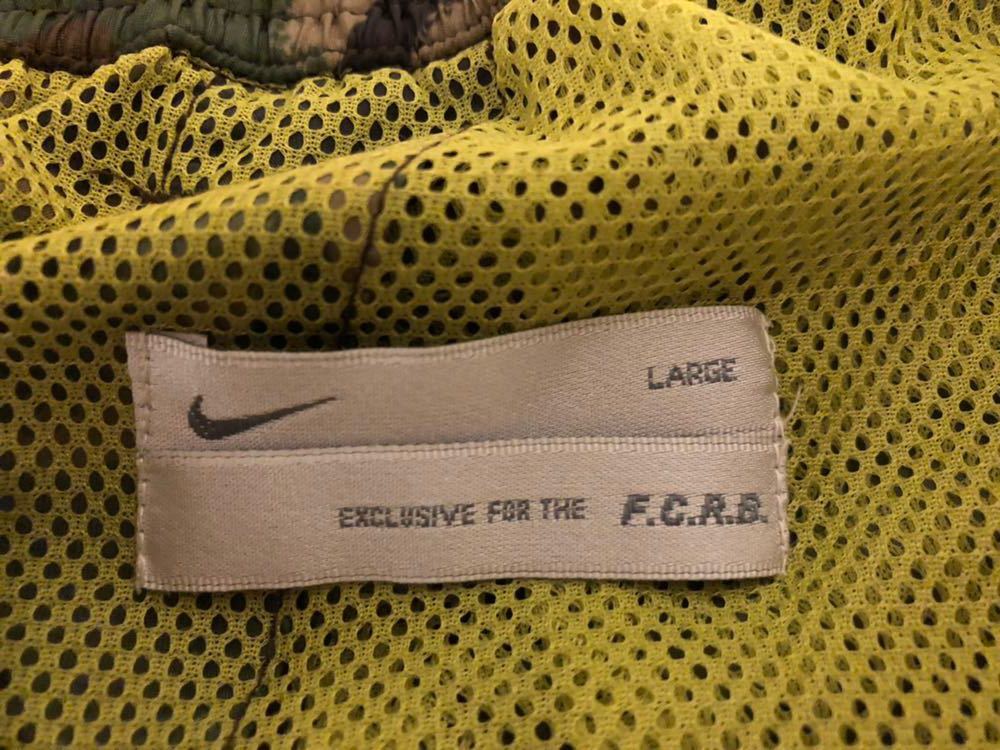 LARGE
EXCLUSIVE FOR THE F.C.R.B.